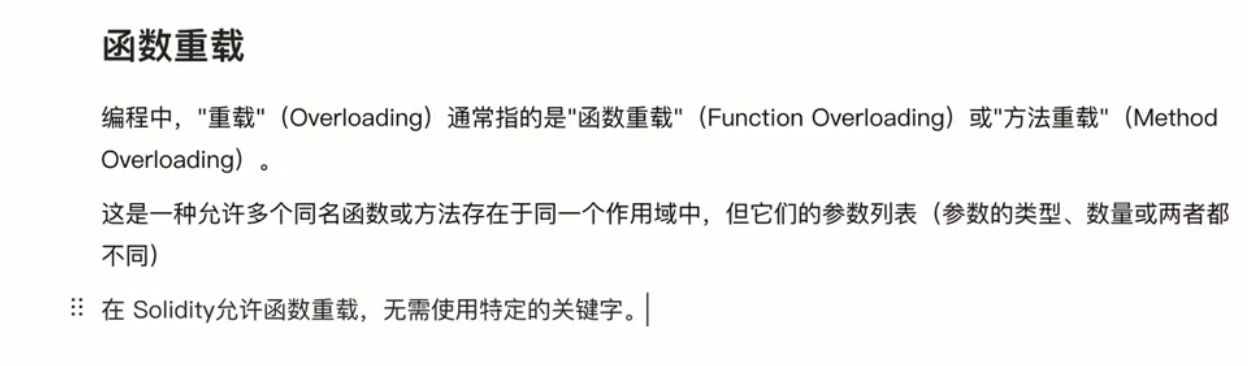 函数重载
编程中，"重载"（Overloading）通常指的是"函数重载"（Function Overloading）或"方法重载"（Method
Overloading）。
这是一种允许多个同名函数或方法存在于同一个作用域中，但它们的参数列表（参数的类型、数量或两者都
不同）
在 Solidity允许函数重载，无需使用特定的关键字。